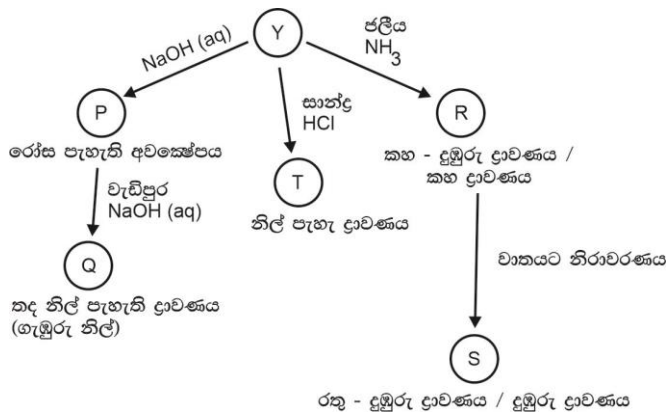 Y
NaOH (aq)
ජලීය
NH3
සාන්ද්‍ර
HCl
P
රෝස පැහැති අවක්ෂේපය
R
කහ - දුඹුරු ද්‍රාවණය /
කහ ද්‍රාවණය
T
නිල් පැහැ ද්‍රාවණය
වැඩිපුර
NaOH (aq)
Q
තද නිල් පැහැති ද්‍රාවණය
(ගැඹුරු නිල්)
වාතයට නිරාවරණය
S
රතු - දුඹුරු ද්‍රාවණය / දුඹුරු ද්‍රාවණය